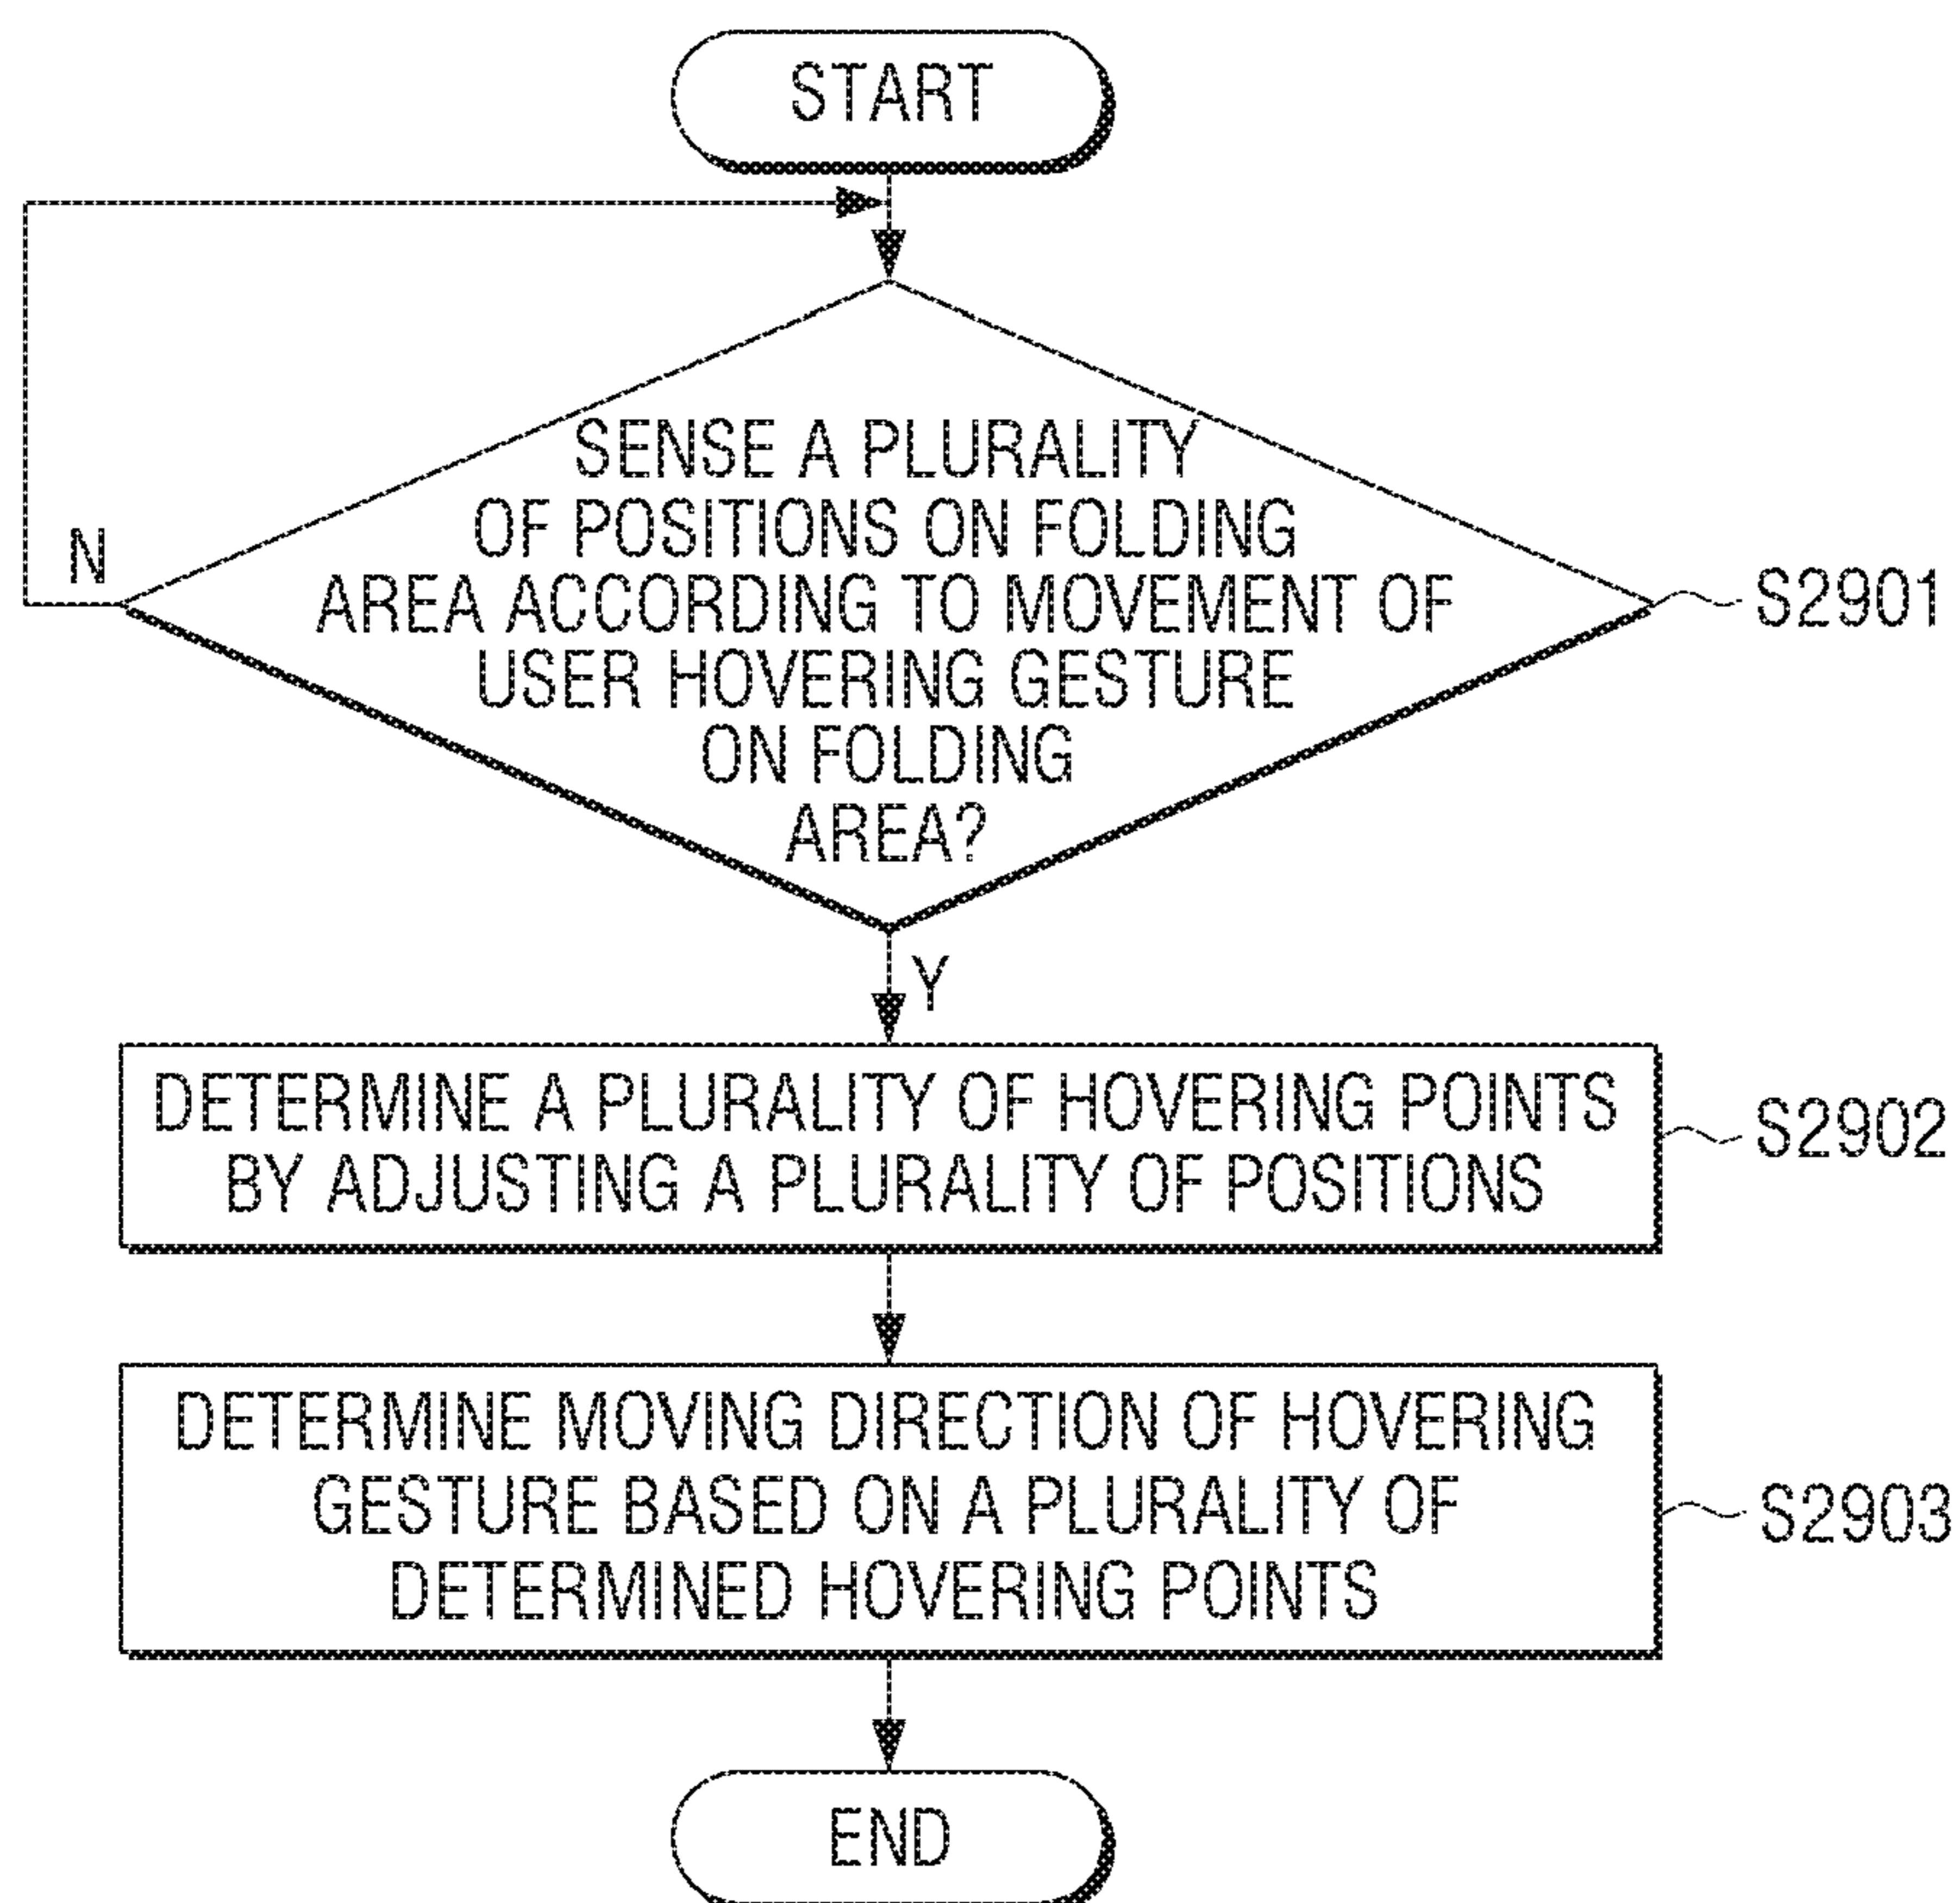 START
SENSE A PLURALITY
OF POSITIONS ON FOLDING
AREA ACCORDING TO MOVEMENT OF
USER HOVERING GESTURE
ON FOLDING
AREA?
N
S2901
Y
DETERMINE A PLURALITY OF HOVERING POINTS
BY ADJUSTING A PLURALITY OF POSITIONS
S2902
DETERMINE MOVING DIRECTION OF HOVERING
GESTURE BASED ON A PLURALITY OF
DETERMINED HOVERING POINTS
S2903
END